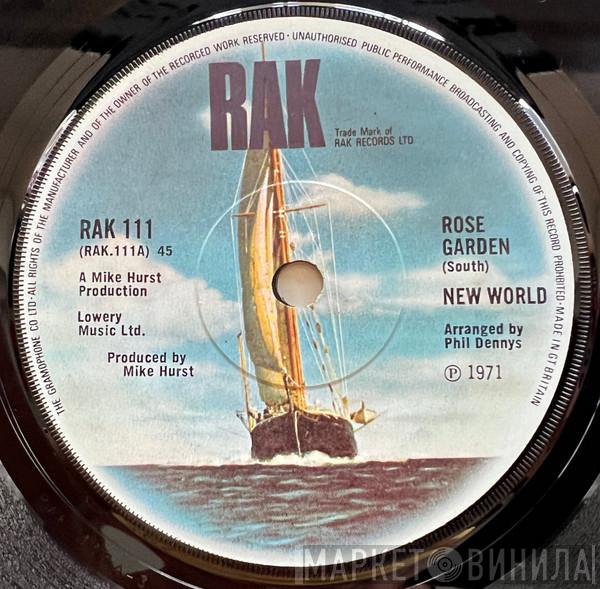 THE GRAMOPHONE CO LTD·ALL RIGHTS OF THE MANUFACTURER AND OF THE OWNER OF THE RECORDED WORK RESERVED·UNAUTHORISED PUBLIC PERFORMANCE BROADCASTING AND COPYING OF THIS RECORD PROHIBITED·MADE IN GT BRITAIN
RAK
Trade Mark of
RAK RECORDS LTD
RAK 111
(RAK.111A) 45
A Mike Hurst
Production
Lowery
Music Ltd.
Produced by
Mike Hurst
ROSE
GARDEN
(South)
NEW WORLD
Arranged by
Phil Dennys
Ⓟ 1971
МАРКЕТ ВИНИЛА